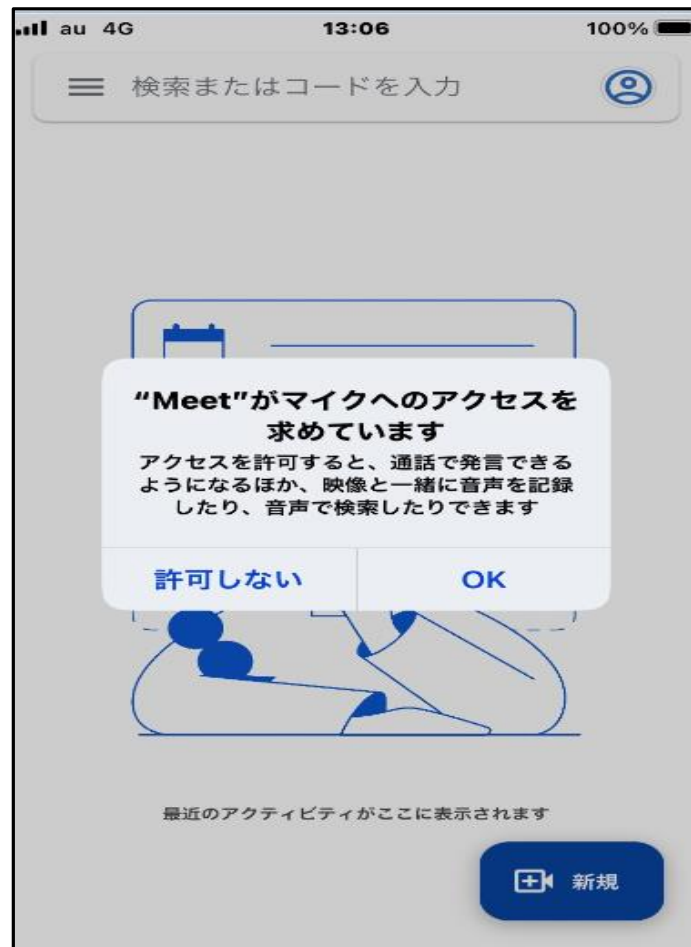 au 4G 13:06 100%
検索またはコードを入力
“Meet”がマイクへのアクセスを
求めています
アクセスを許可すると、通話で発言できる
ようになるほか、映像と一緒に音声を記録
したり、音声で検索したりできます
許可しない OK
最近のアクティビティがここに表示されます
新規